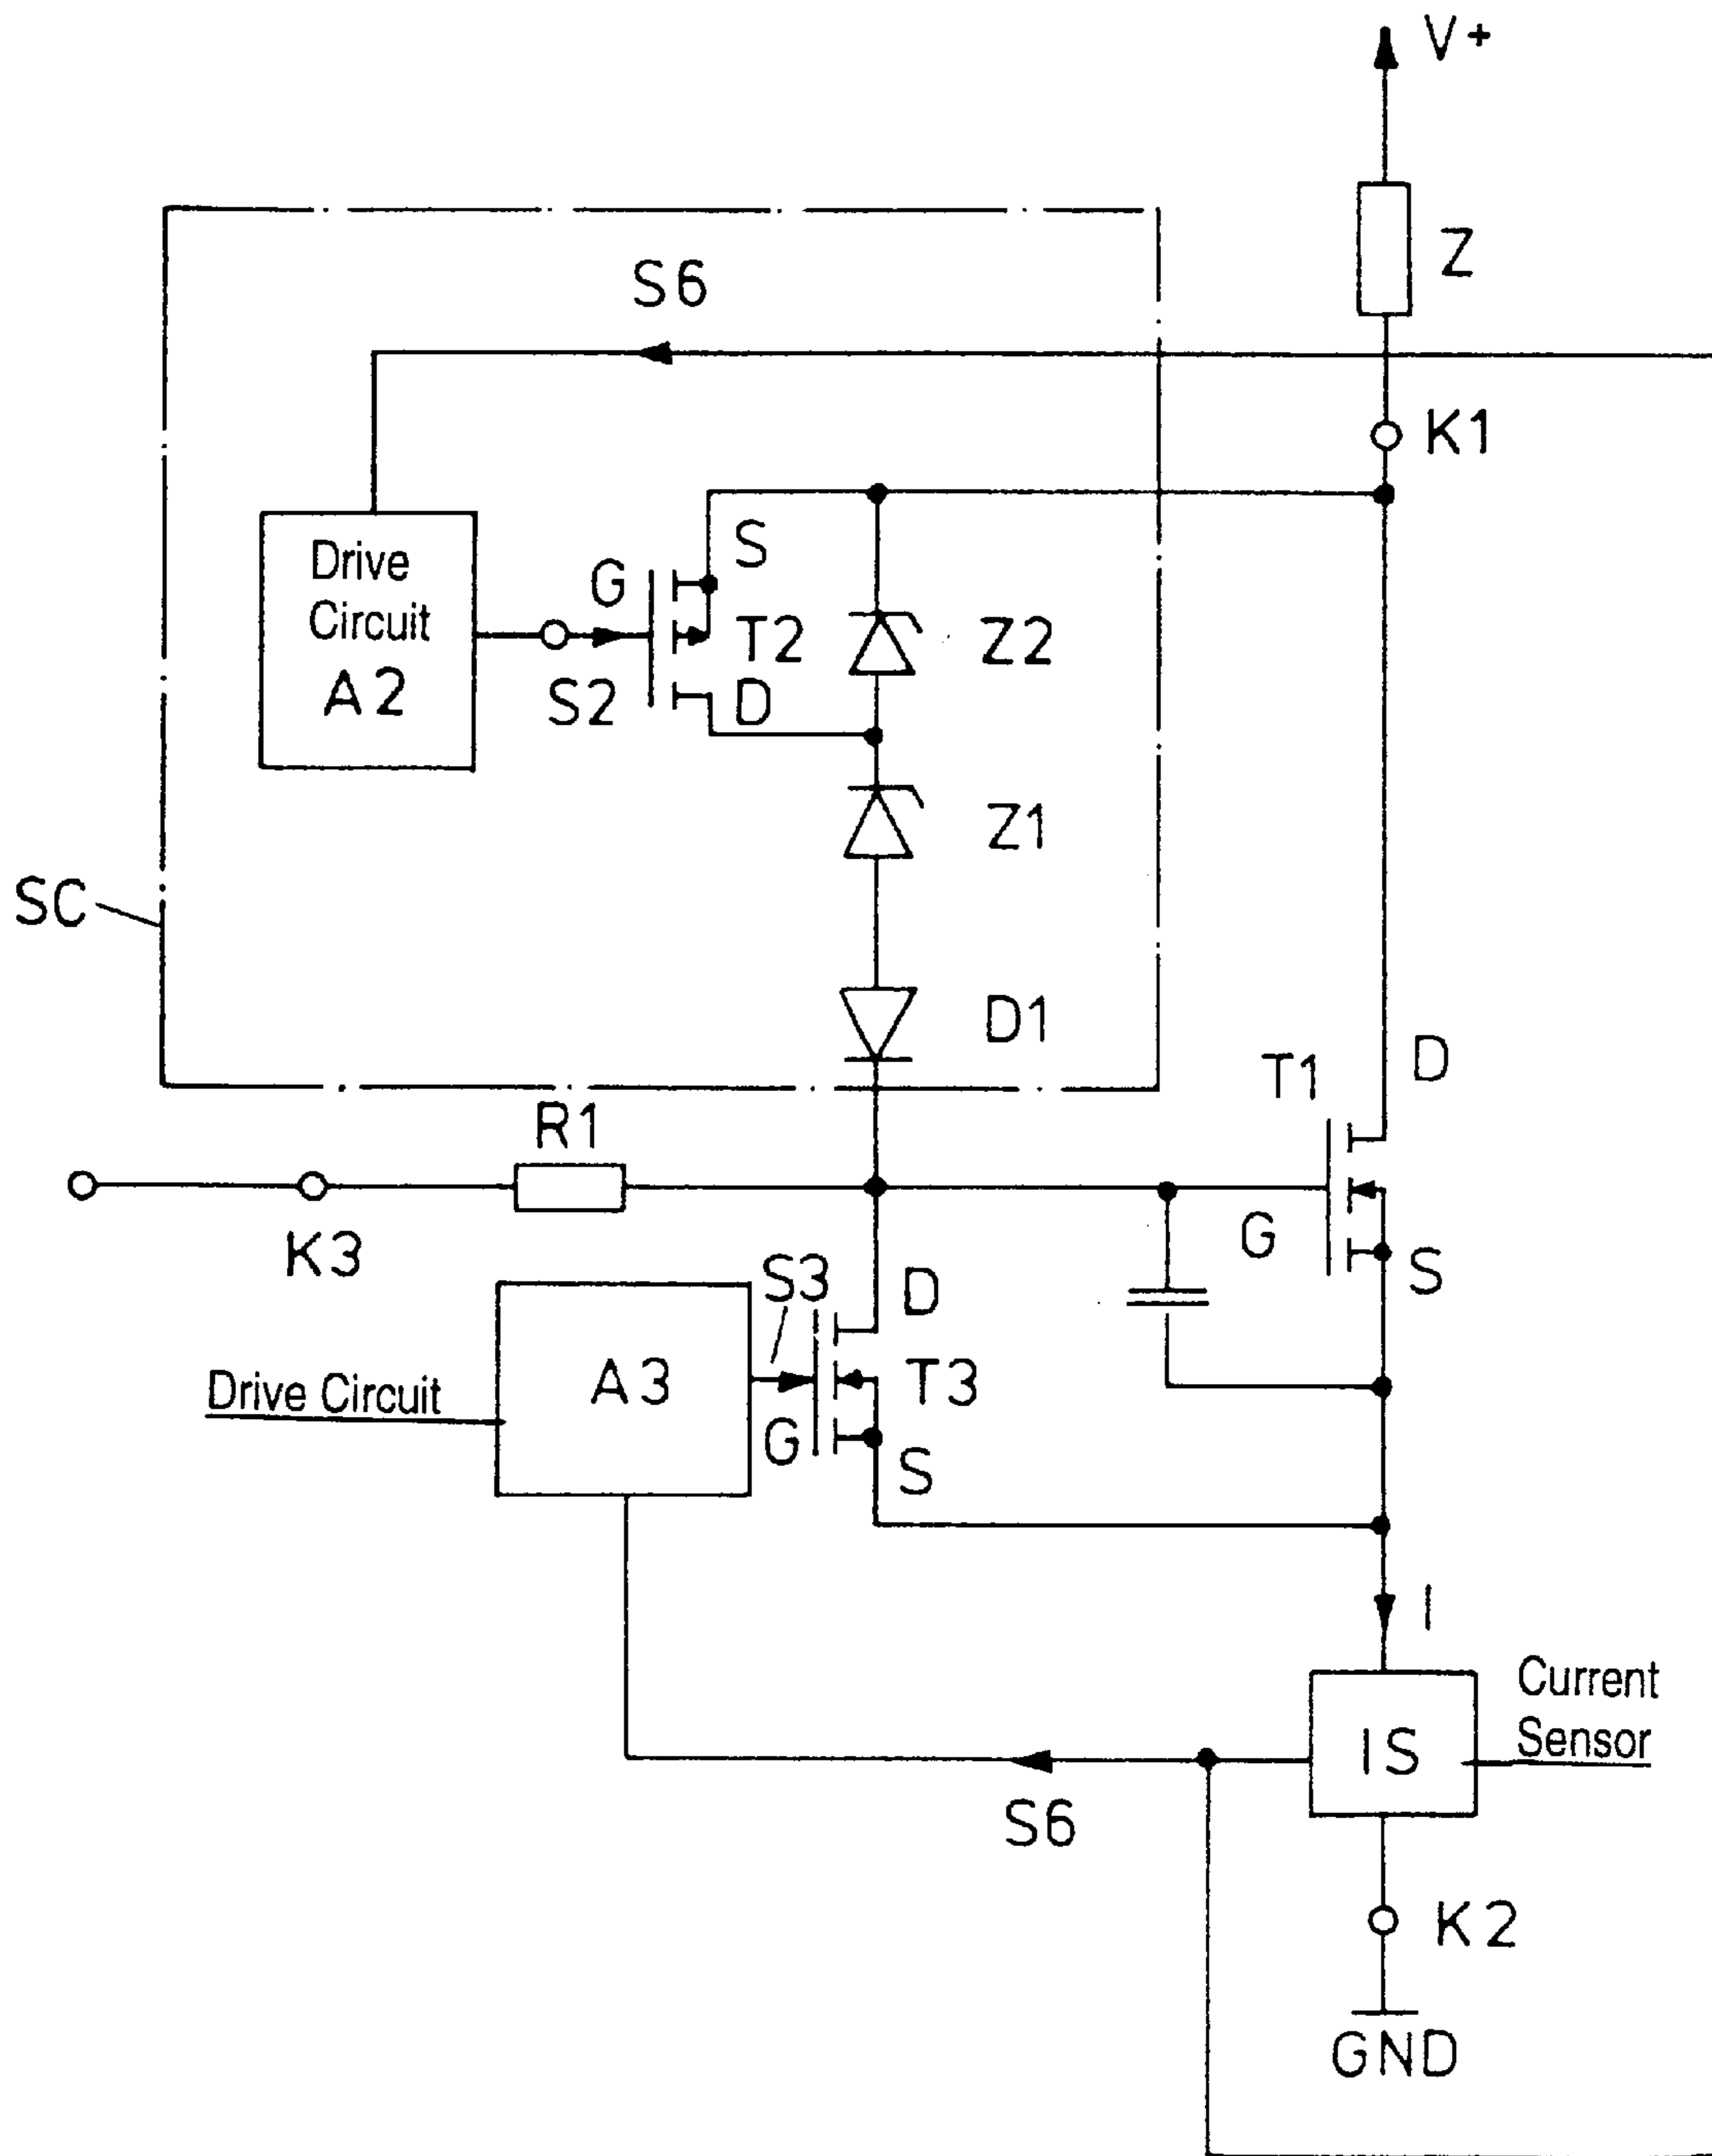 V+
Z
S6
K1
Drive
Circuit
A2
G
S
T2
D
S2
Z2
Z1
SC
D1
D
T1
R1
K3
G
S
S3
D
A3
T3
Drive Circuit
G
S
I
Current
Sensor
IS
S6
K2
GND